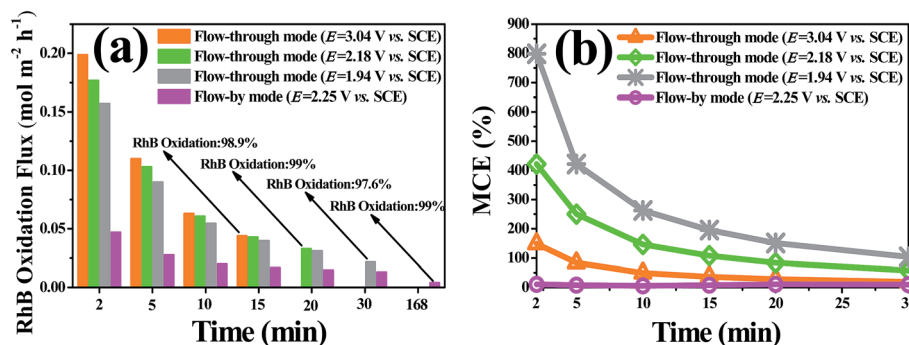 (a)
Flow-through mode (E=3.04 V vs. SCE)
Flow-through mode (E=2.18 V vs. SCE)
Flow-through mode (E=1.94 V vs. SCE)
Flow-by mode (E=2.25 V vs. SCE)
RhB Oxidation:98.9%
RhB Oxidation:99%
RhB Oxidation:97.6%
RhB Oxidation:99%
RhB Oxidation Flux (mol m⁻² h⁻¹)
0.20
0.15
0.10
0.05
0.00
2 5 10 15 20 30 168
Time (min)
(b)
Flow-through mode (E=3.04 V vs. SCE)
Flow-through mode (E=2.18 V vs. SCE)
Flow-through mode (E=1.94 V vs. SCE)
Flow-by mode (E=2.25 V vs. SCE)
MCE (%)
900
800
700
600
500
400
300
200
100
0
2 5 10 15 20 25 3
Time (min)